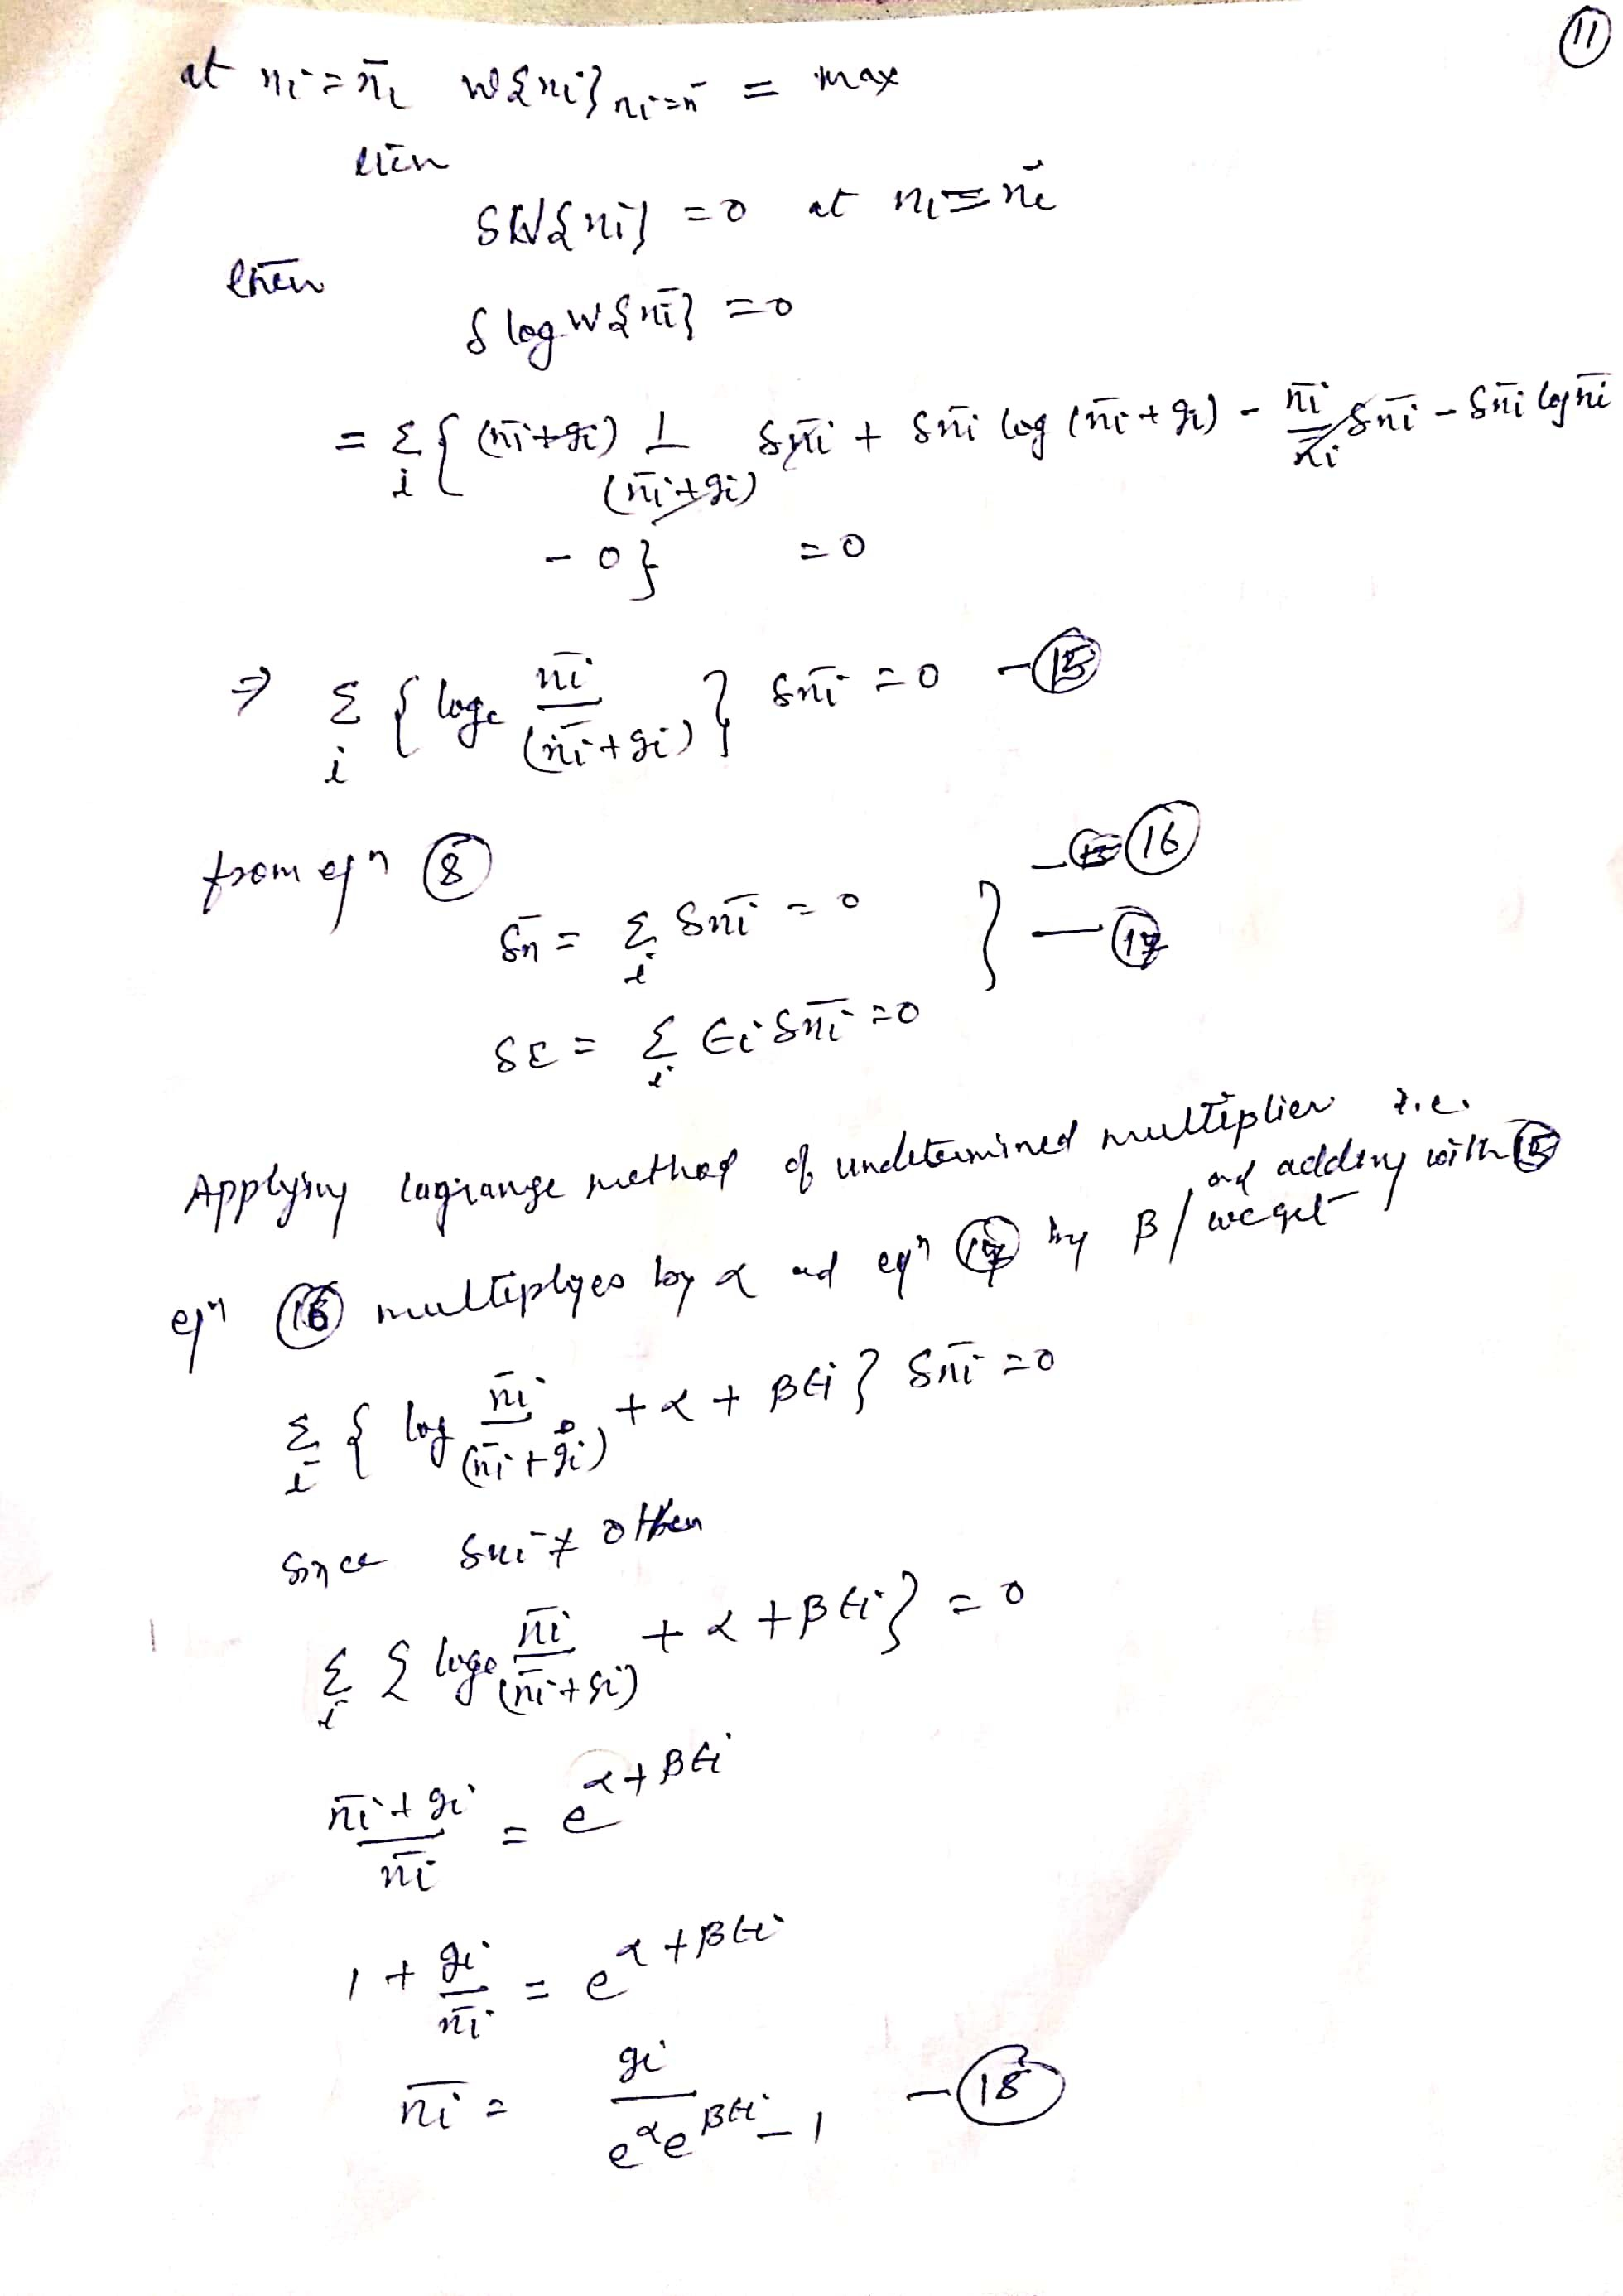 11
at ni = n̄i W{ni} ni=n̄ = max
then
δW{ni} = 0 at ni = n̄i
then
δ log W{n̄i} = 0
= Σi { (n̄i+gi) 1/(n̄i+gi) δn̄i + δn̄i log (n̄i+gi) - n̄i/n̄i δn̄i - δn̄i log n̄i
- 0} = 0
⇒ Σi { loge n̄i/(n̄i+gi) } δn̄i = 0 - (15)
from eqn (8)
δn̄ = Σi δn̄i = 0 } - (16)
- (17)
δE = Σi Ei δn̄i = 0
Applying lagrange method of undetermined multiplier i.e.
eqn (16) multiplyes by α ad eqn (17) by β / and adding with (15) we get
Σi { log n̄i/(n̄i+gi) + α + βEi } δn̄i = 0
Since δni ≠ 0 then
Σi { loge n̄i/(n̄i+gi) + α + βEi } = 0
(n̄i+gi)/n̄i = e^(α+βEi)
1 + gi/n̄i = e^(α+βEi)
n̄i = gi/(e^α e^βEi - 1) - (18)